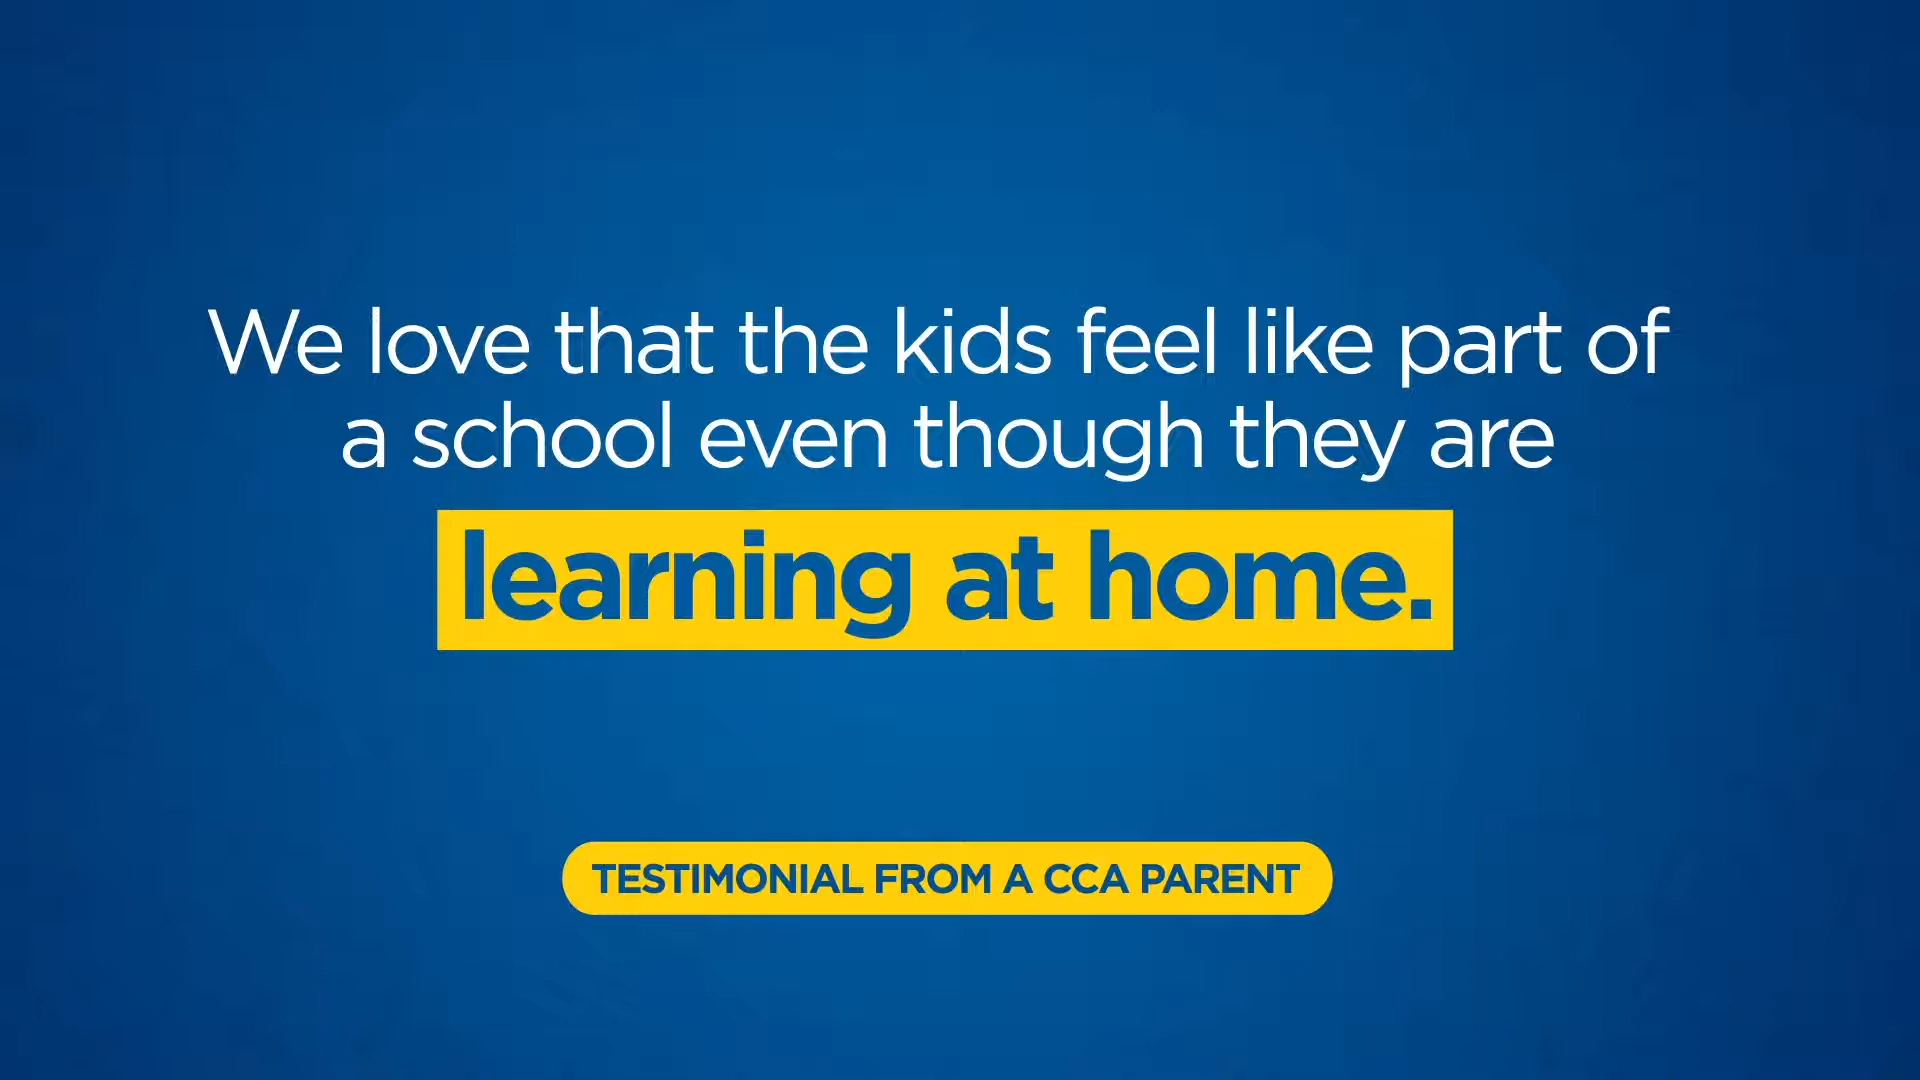 We love that the kids feel like part of
a school even though they are
learning at home.
TESTIMONIAL FROM A CCA PARENT